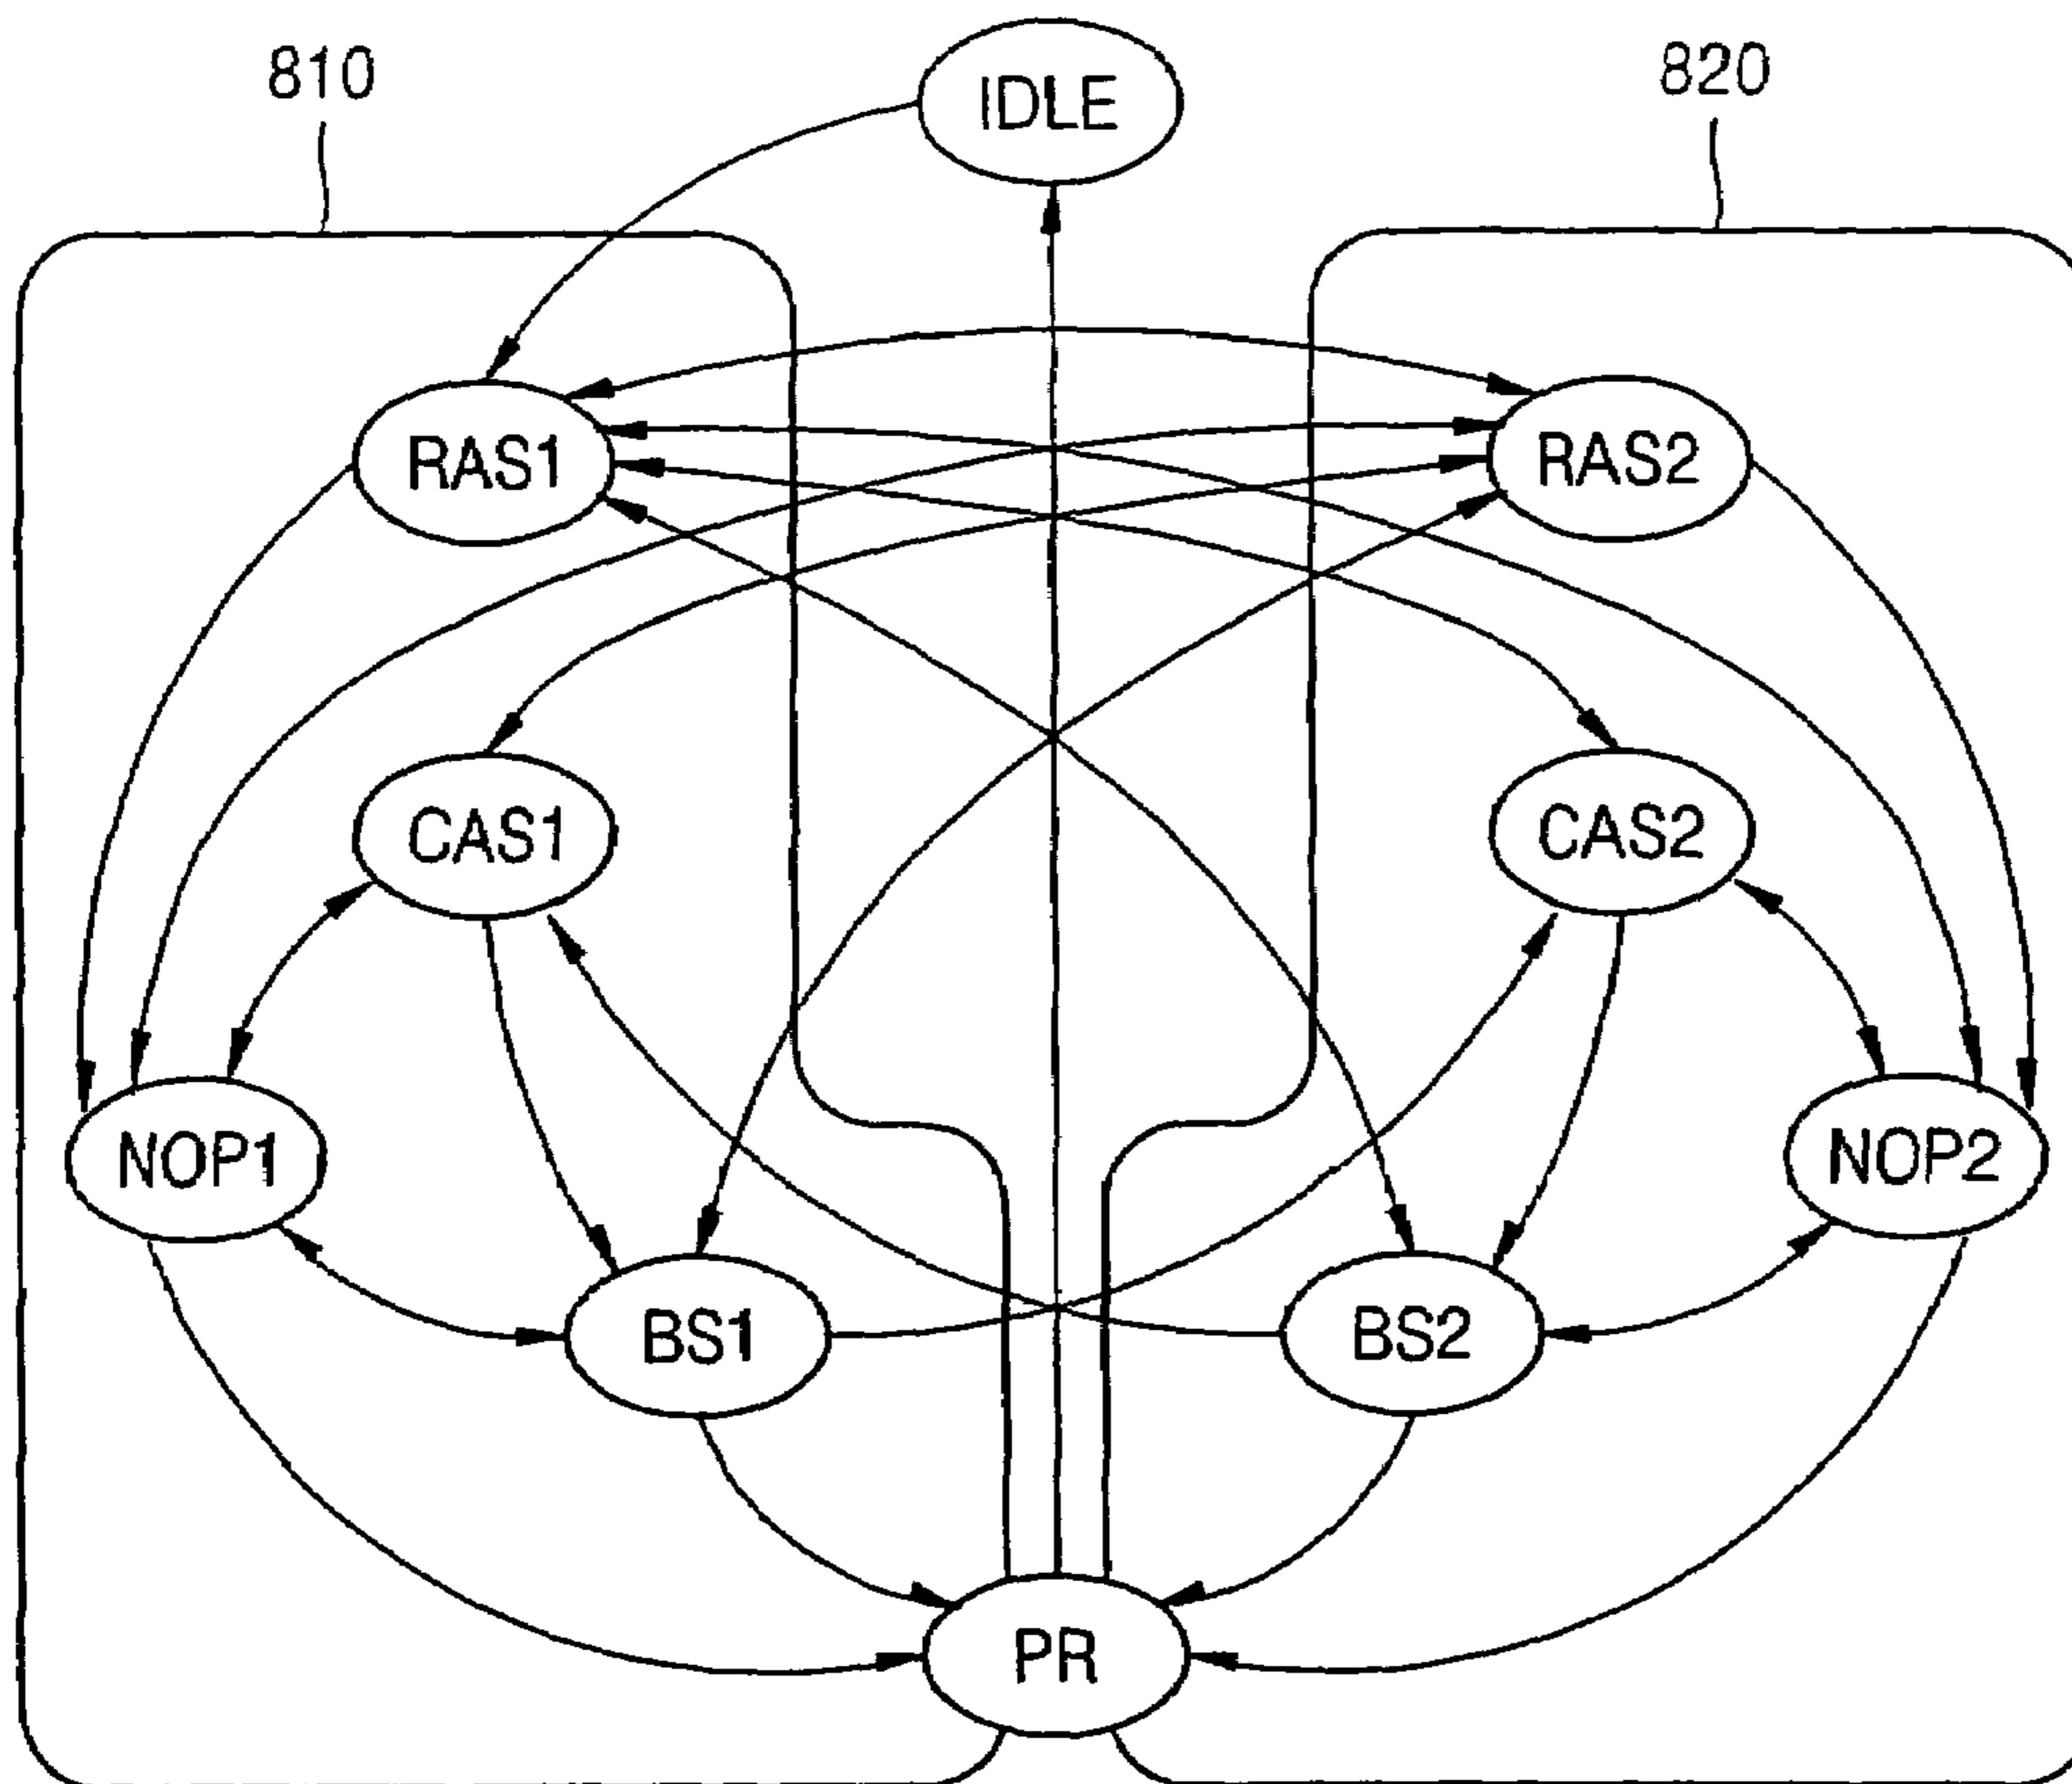 810
IDLE
820
RAS1
RAS2
CAS1
CAS2
NOP1
NOP2
BS1
BS2
PR